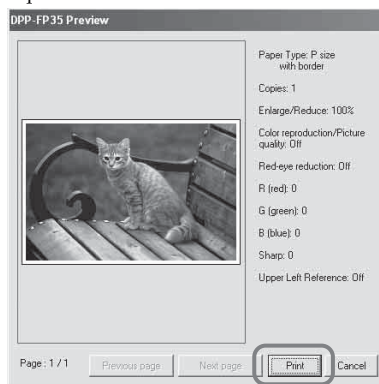 DPP-FP35 Preview
Paper Type: P size
with border
Copies: 1
Enlarge/Reduce: 100%
Color reproduction/Picture
quality: Off
Red-eye reduction: Off
R (red): 0
G (green): 0
B (blue): 0
Sharp: 0
Upper Left Reference: Off
Page : 1 / 1
Previous page
Next page
Print
Cancel